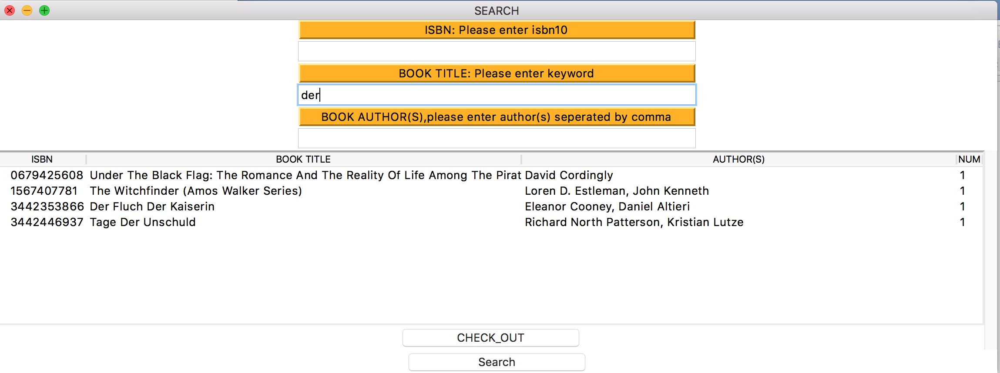 SEARCH
ISBN: Please enter isbn10
BOOK TITLE: Please enter keyword
der
BOOK AUTHOR(S),please enter author(s) seperated by comma
ISBN BOOK TITLE AUTHOR(S) NUM
0679425608 Under The Black Flag: The Romance And The Reality Of Life Among The Pirat David Cordingly 1
1567407781 The Witchfinder (Amos Walker Series) Loren D. Estleman, John Kenneth 1
3442353866 Der Fluch Der Kaiserin Eleanor Cooney, Daniel Altieri 1
3442446937 Tage Der Unschuld Richard North Patterson, Kristian Lutze 1
CHECK_OUT
Search